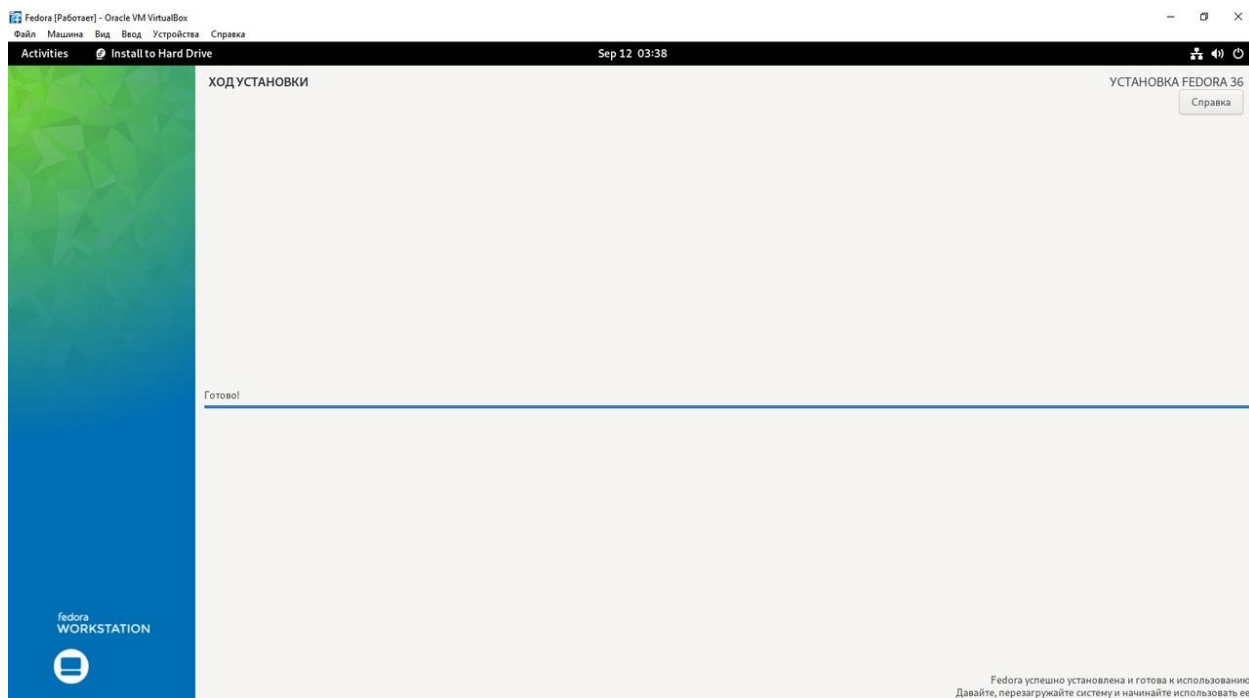 Fedora [Работает] - Oracle VM VirtualBox
Файл Машина Вид Ввод Устройства Справка
Activities Install to Hard Drive Sep 12 03:38
ХОД УСТАНОВКИ УСТАНОВКА FEDORA 36
Справка
Готово!
fedora
WORKSTATION
Fedora успешно установлена и готова к использованию
Давайте, перезагружайте систему и начинайте использовать ее